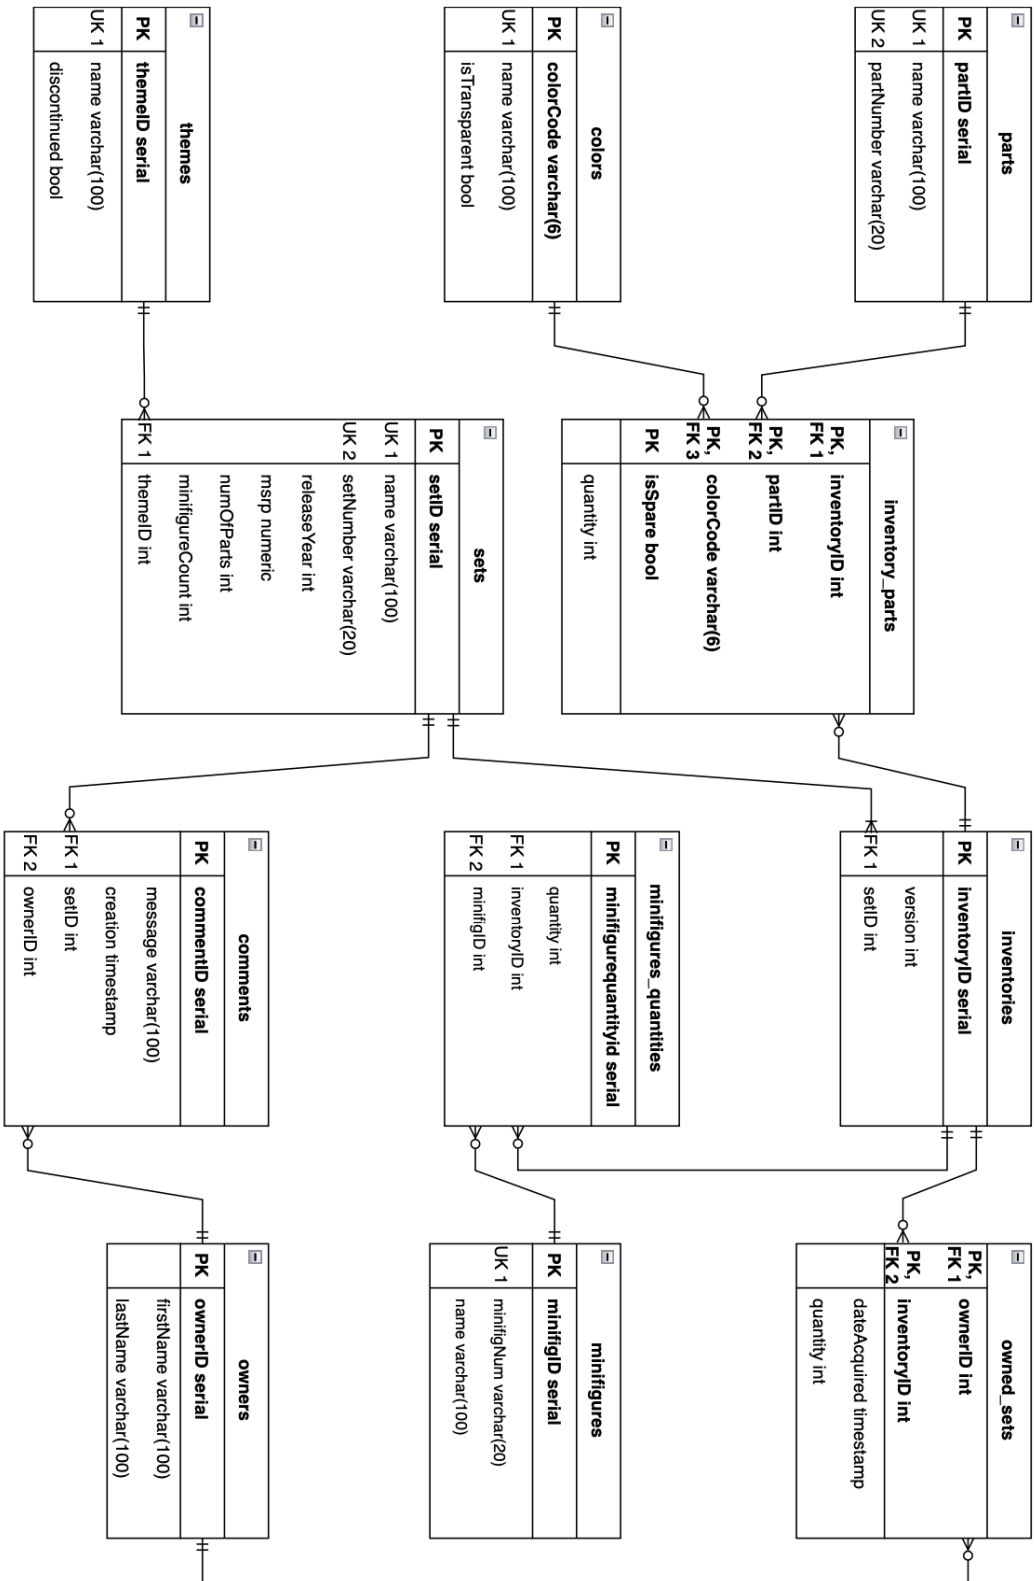 parts
PK partID serial
UK 1 name varchar(100)
UK 2 partNumber varchar(20)
inventory_parts
PK, FK 1 inventoryID int
PK, FK 2 partID int
PK, FK 3 colorCode varchar(6)
PK isSpare bool
quantity int
inventories
PK inventoryID serial
version int
FK 1 setID int
owned_sets
PK, FK 1 ownerID int
PK, FK 2 inventoryID int
dateAcquired timestamp
quantity int
colors
PK colorCode varchar(6)
UK 1 name varchar(100)
isTransparent bool
minifigures_quantities
PK minifigurequantityid serial
quantity int
FK 1 inventoryID int
FK 2 minifigID int
minifigures
PK minifigID serial
UK 1 minifigNum varchar(20)
name varchar(100)
themes
PK themeID serial
UK 1 name varchar(100)
discontinued bool
sets
PK setID serial
UK 1 name varchar(100)
UK 2 setNumber varchar(20)
releaseYear int
msrp numeric
numOfParts int
minifigureCount int
FK 1 themeID int
comments
PK commentID serial
message varchar(100)
creation timestamp
FK 1 setID int
FK 2 ownerID int
owners
PK ownerID serial
firstName varchar(100)
lastName varchar(100)